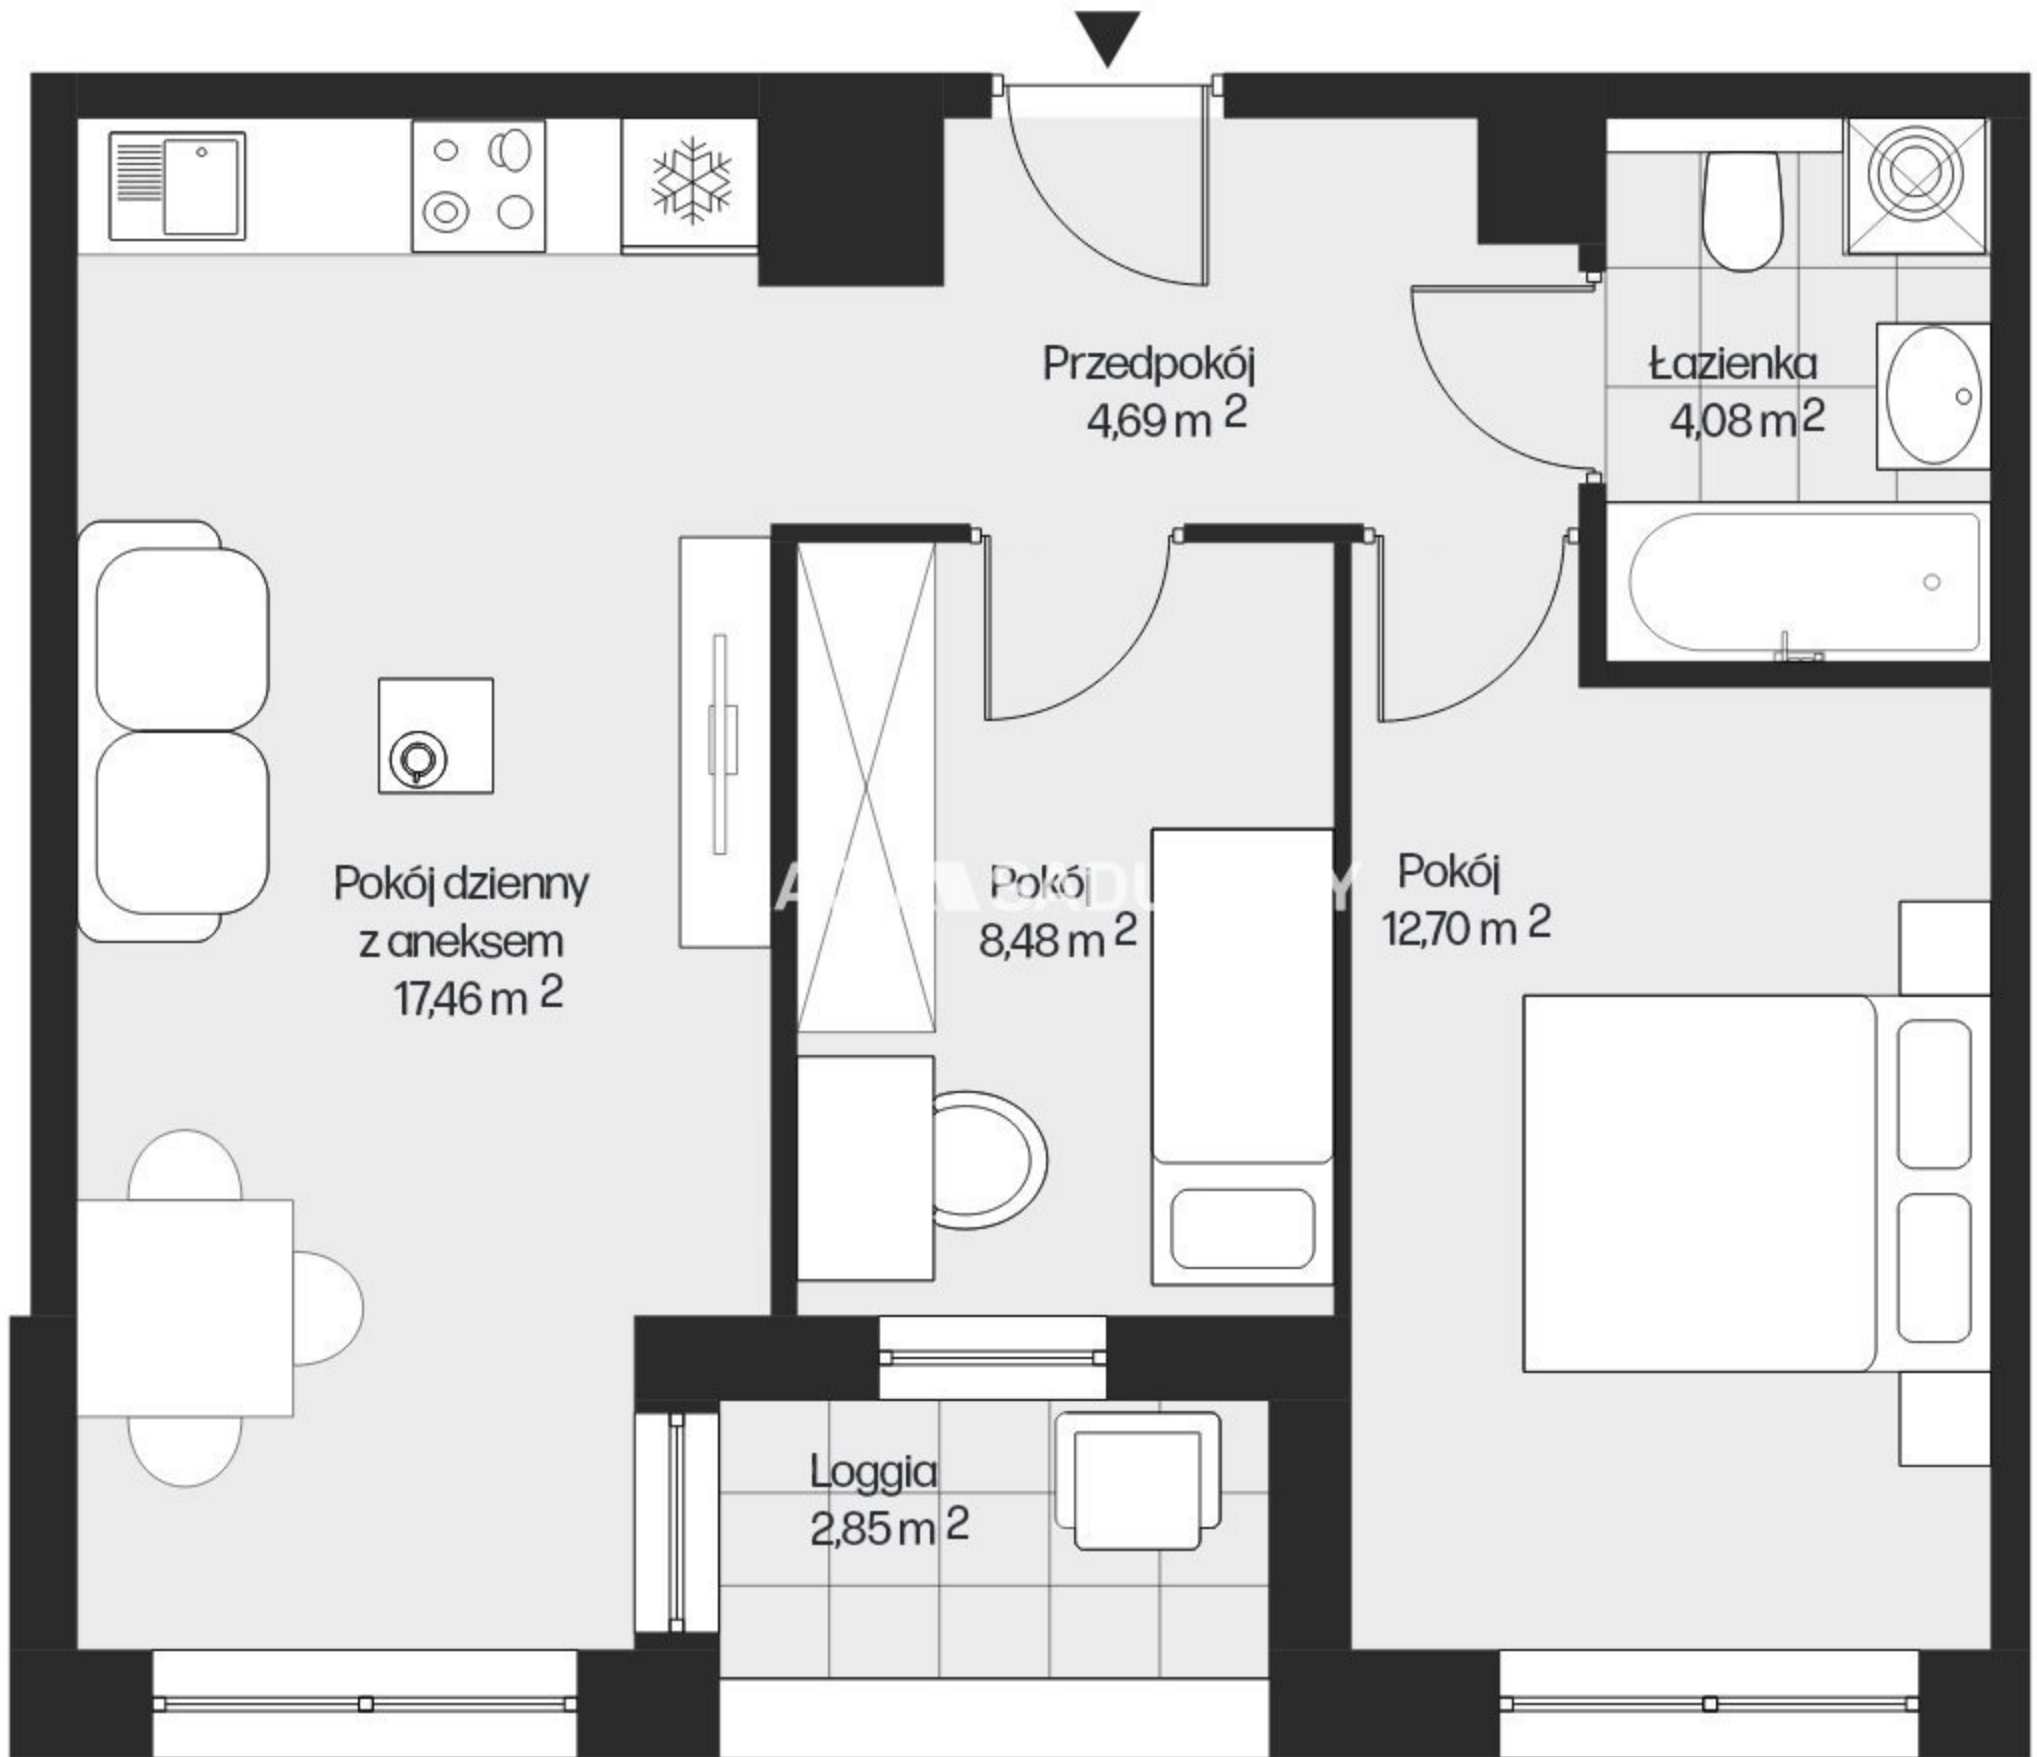 Przedpokój
4,69 m 2
Łazienka
4,08 m 2
Pokój dzienny
z aneksem
17,46 m 2
Pokój
8,48 m 2
Pokój
12,70 m 2
Loggia
2,85 m 2